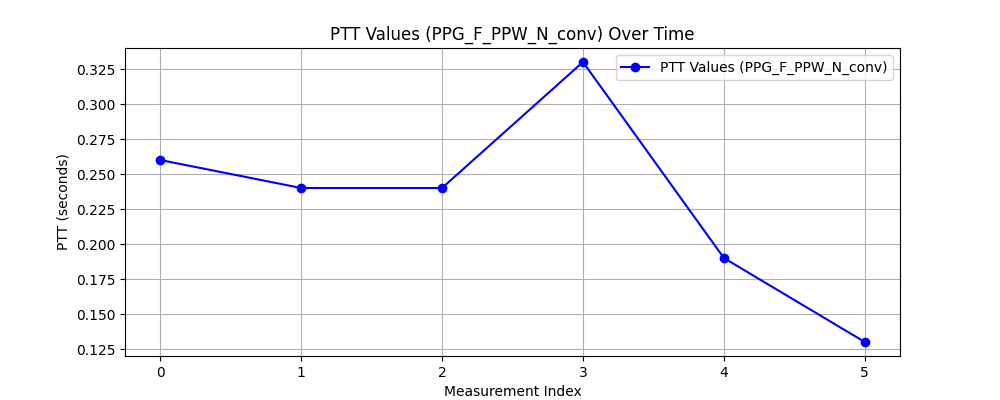 PTT Values (PPG_F_PPW_N_conv) Over Time
PTT Values (PPG_F_PPW_N_conv)
PTT (seconds)
0.325
0.300
0.275
0.250
0.225
0.200
0.175
0.150
0.125
0 1 2 3 4 5
Measurement Index